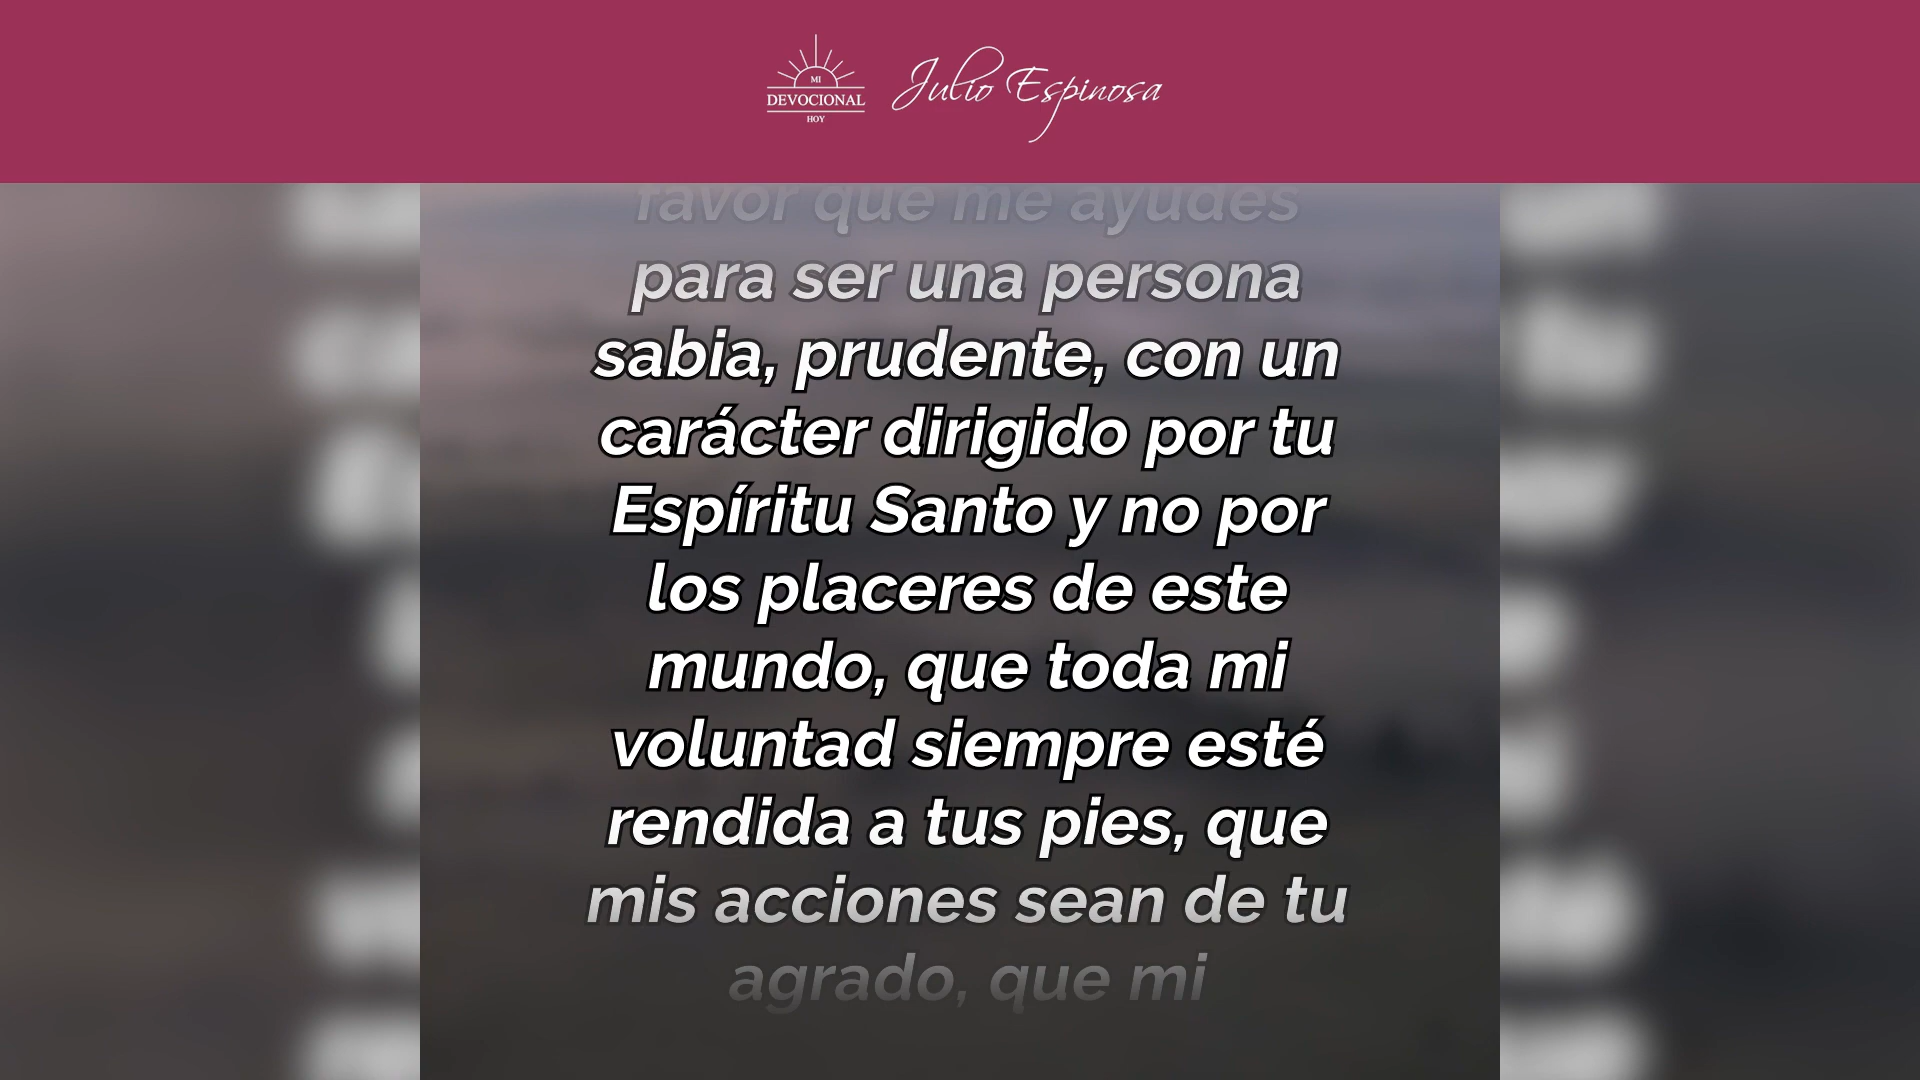 MI
DEVOCIONAL
HOY
Julio Espinosa
favor que me ayudes
para ser una persona
sabia, prudente, con un
carácter dirigido por tu
Espíritu Santo y no por
los placeres de este
mundo, que toda mi
voluntad siempre esté
rendida a tus pies, que
mis acciones sean de tu
agrado, que mi